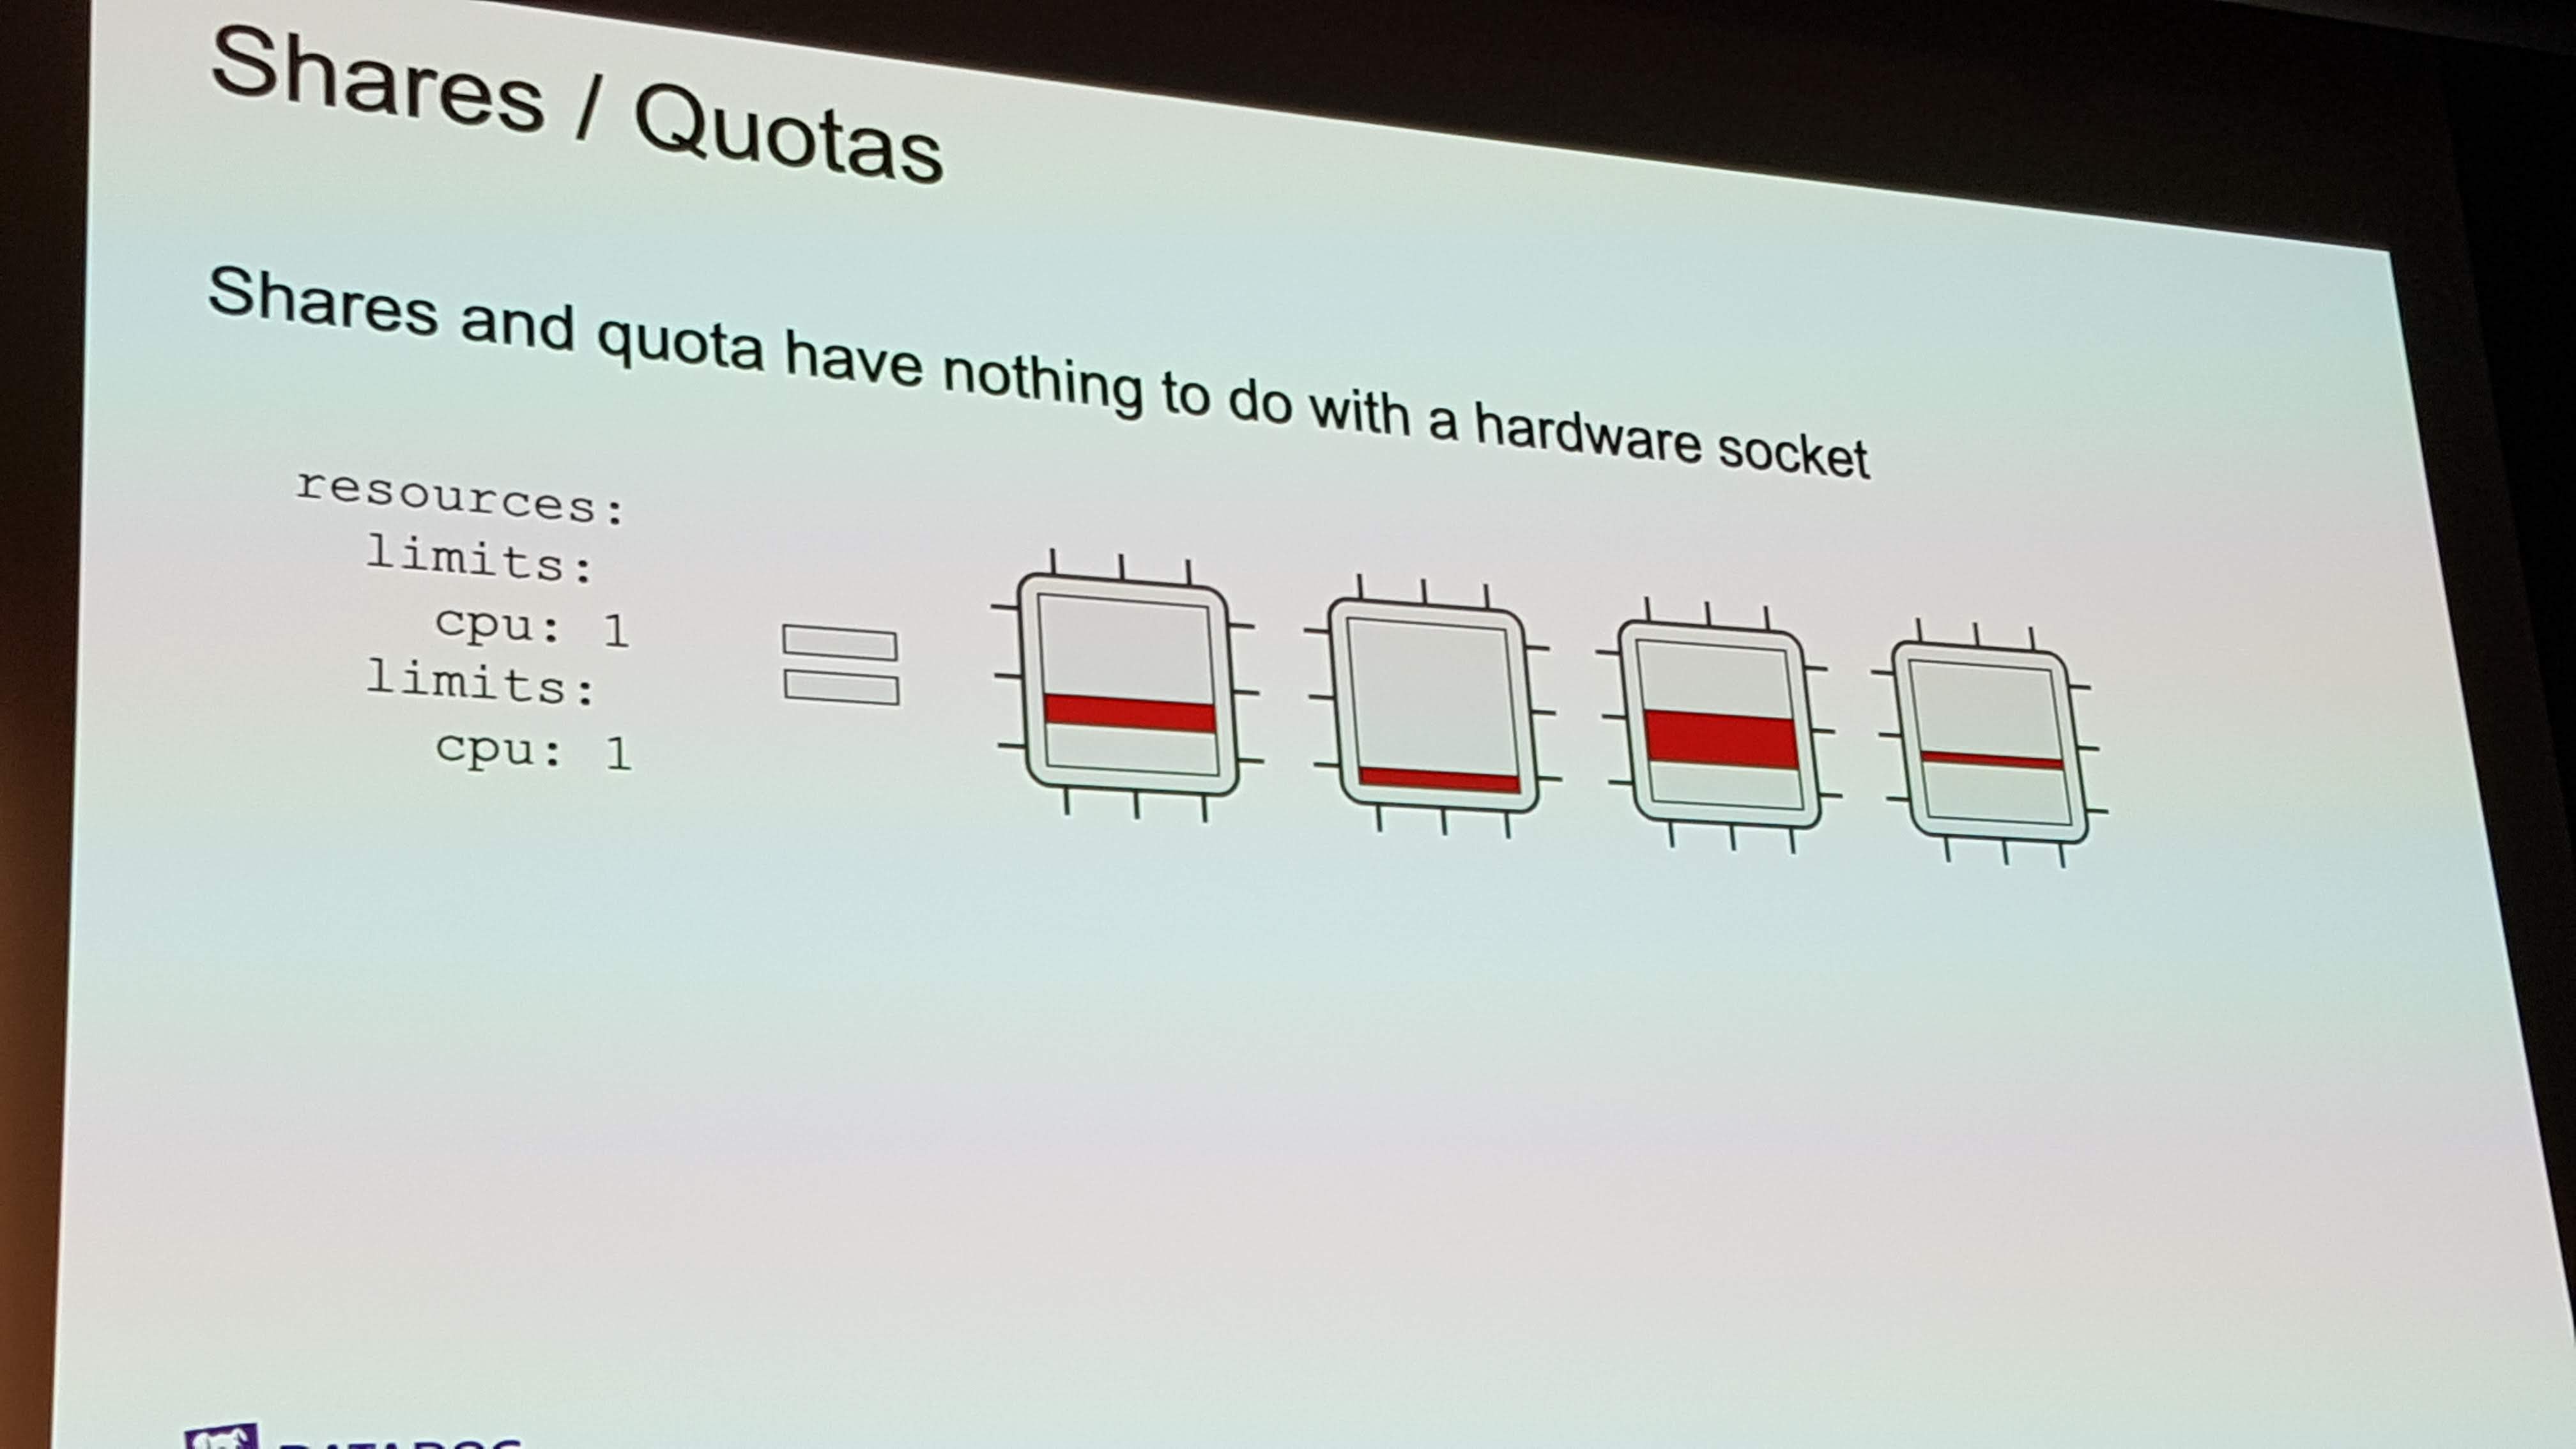 Shares / Quotas
Shares and quota have nothing to do with a hardware socket
resources:
limits:
cpu: 1
limits:
cpu: 1
DATADOG